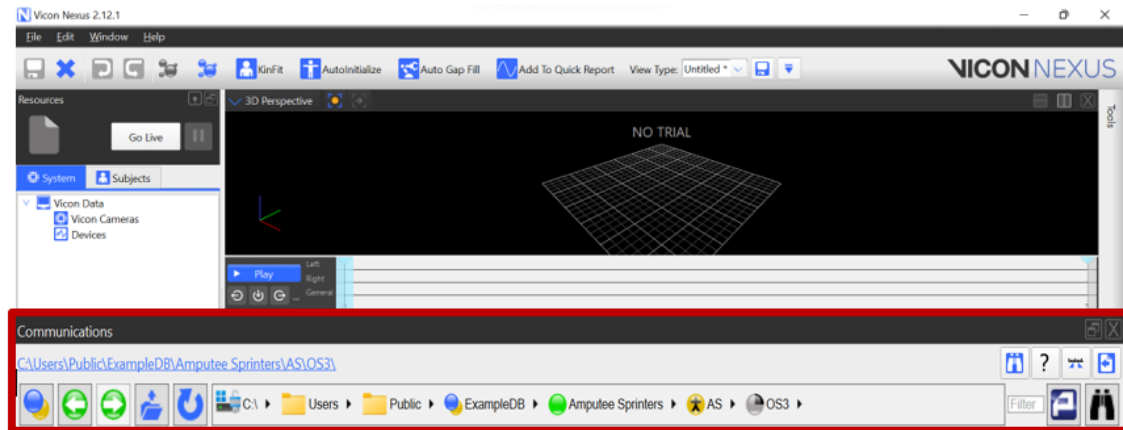 Vicon Nexus 2.12.1
File Edit Window Help
KinFit AutoInitialize Auto Gap Fill Add To Quick Report View Type: Untitled * VICON NEXUS
Resources 3D Perspective
Tools
NO TRIAL
Go Live
System Subjects
Vicon Data
Vicon Cameras
Devices
Left
Play
Right
General
Communications
C:\Users\Public\ExampleDB\Amputee Sprinters\AS\OS3\
C:\ Users Public ExampleDB Amputee Sprinters AS OS3 Filter